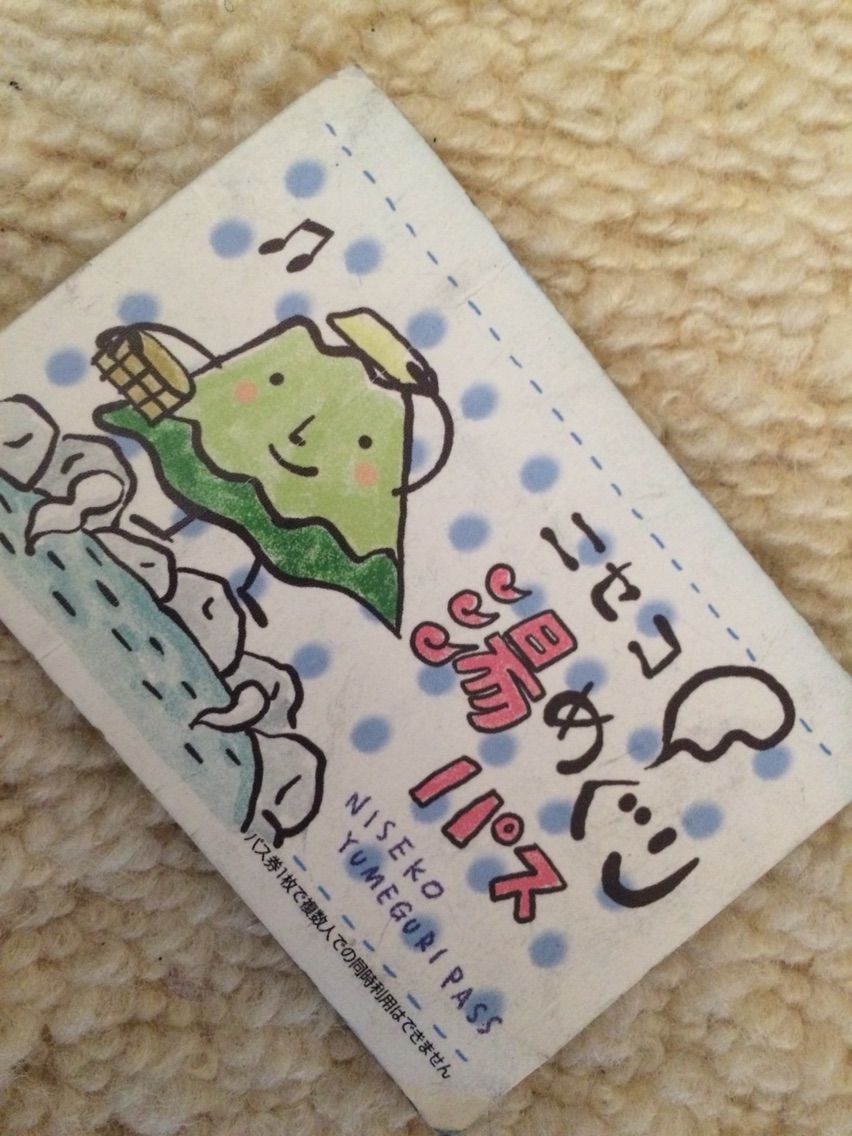 ニセコ
湯めぐり
パス
NISEKO
YUMEGURI PASS
パス券1枚で複数人での同時利用はできません